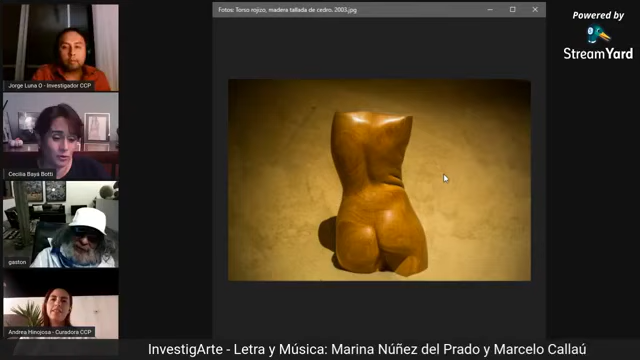 Fotos: Torso rojizo, madera tallada de cedro. 2003.jpg
Powered by
StreamYard
Jorge Luna O - Investigador CCP
Cecilia Bayá Botti
gaston
Andrea Hinojosa - Curadora CCP
InvestigArte - Letra y Música: Marina Núñez del Prado y Marcelo Callaú